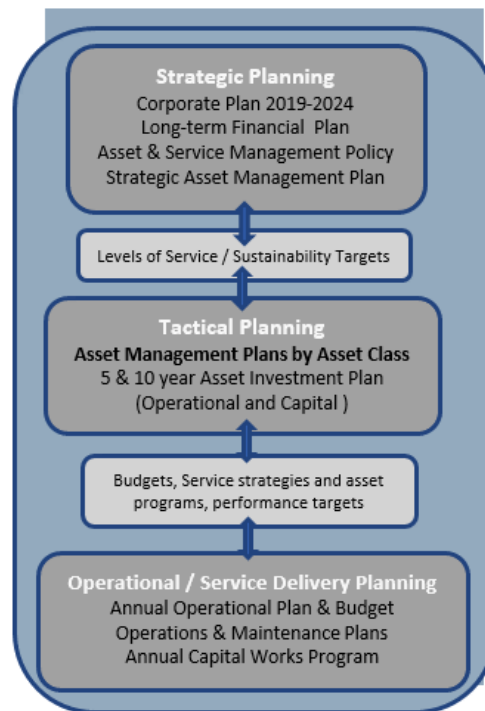 Strategic Planning
Corporate Plan 2019-2024
Long-term Financial Plan
Asset & Service Management Policy
Strategic Asset Management Plan
Levels of Service / Sustainability Targets
Tactical Planning
Asset Management Plans by Asset Class
5 & 10 year Asset Investment Plan
(Operational and Capital )
Budgets, Service strategies and asset
programs, performance targets
Operational / Service Delivery Planning
Annual Operational Plan & Budget
Operations & Maintenance Plans
Annual Capital Works Program